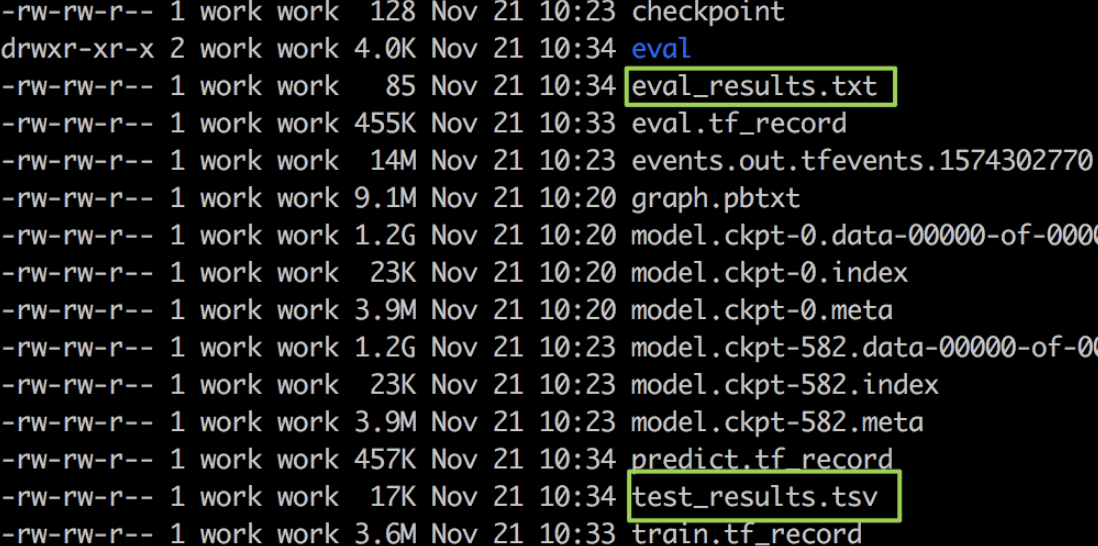 -rw-rw-r-- 1 work work  128 Nov 21 10:23 checkpoint
drwxr-xr-x 2 work work 4.0K Nov 21 10:34 eval
-rw-rw-r-- 1 work work   85 Nov 21 10:34 eval_results.txt
-rw-rw-r-- 1 work work 455K Nov 21 10:33 eval.tf_record
-rw-rw-r-- 1 work work  14M Nov 21 10:23 events.out.tfevents.1574302770
-rw-rw-r-- 1 work work 9.1M Nov 21 10:20 graph.pbtxt
-rw-rw-r-- 1 work work 1.2G Nov 21 10:20 model.ckpt-0.data-00000-of-0000
-rw-rw-r-- 1 work work  23K Nov 21 10:20 model.ckpt-0.index
-rw-rw-r-- 1 work work 3.9M Nov 21 10:20 model.ckpt-0.meta
-rw-rw-r-- 1 work work 1.2G Nov 21 10:23 model.ckpt-582.data-00000-of-00
-rw-rw-r-- 1 work work  23K Nov 21 10:23 model.ckpt-582.index
-rw-rw-r-- 1 work work 3.9M Nov 21 10:23 model.ckpt-582.meta
-rw-rw-r-- 1 work work 457K Nov 21 10:34 predict.tf_record
-rw-rw-r-- 1 work work  17K Nov 21 10:34 test_results.tsv
-rw-rw-r-- 1 work work 3.6M Nov 21 10:33 train.tf_record